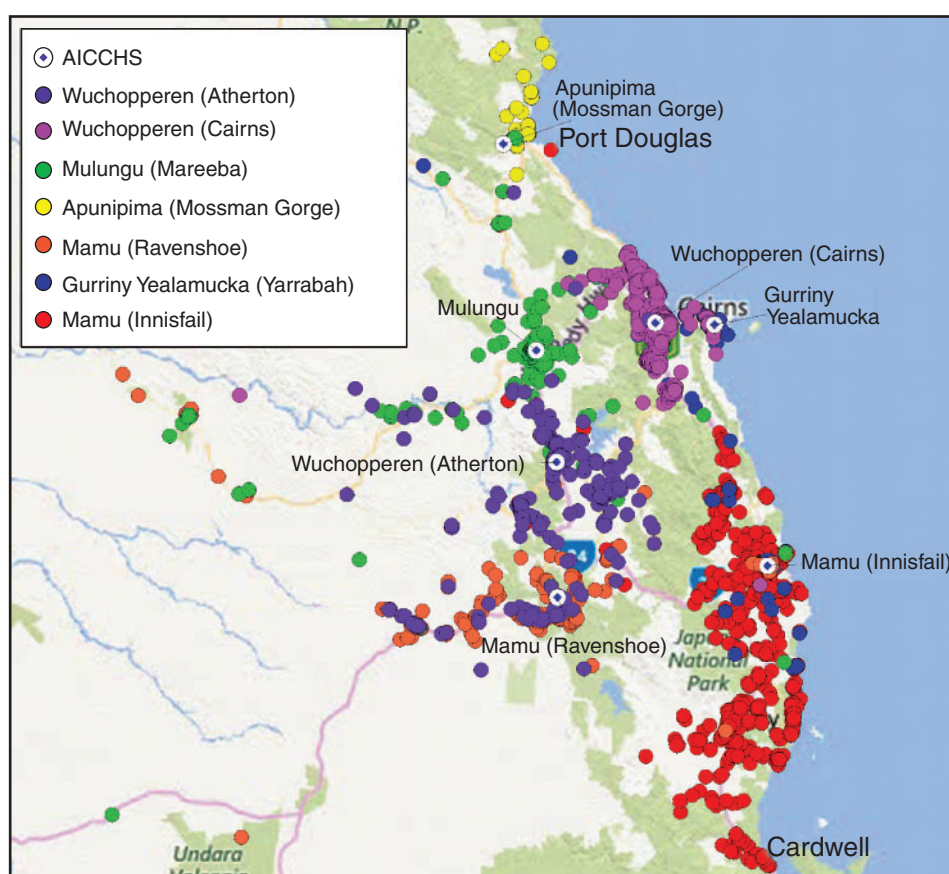 N.P.
AICCHS
Wuchopperen (Atherton)
Wuchopperen (Cairns)
Mulungu (Mareeba)
Apunipima (Mossman Gorge)
Mamu (Ravenshoe)
Gurriny Yealamucka (Yarrabah)
Mamu (Innisfail)
Apunipima
(Mossman Gorge)
Port Douglas
Wuchopperen (Cairns)
Cairns
Gurriny
Yealamucka
Mulungu
Wuchopperen (Atherton)
Mamu (Innisfail)
Mamu (Ravenshoe)
National
Park
Cardwell
Undara